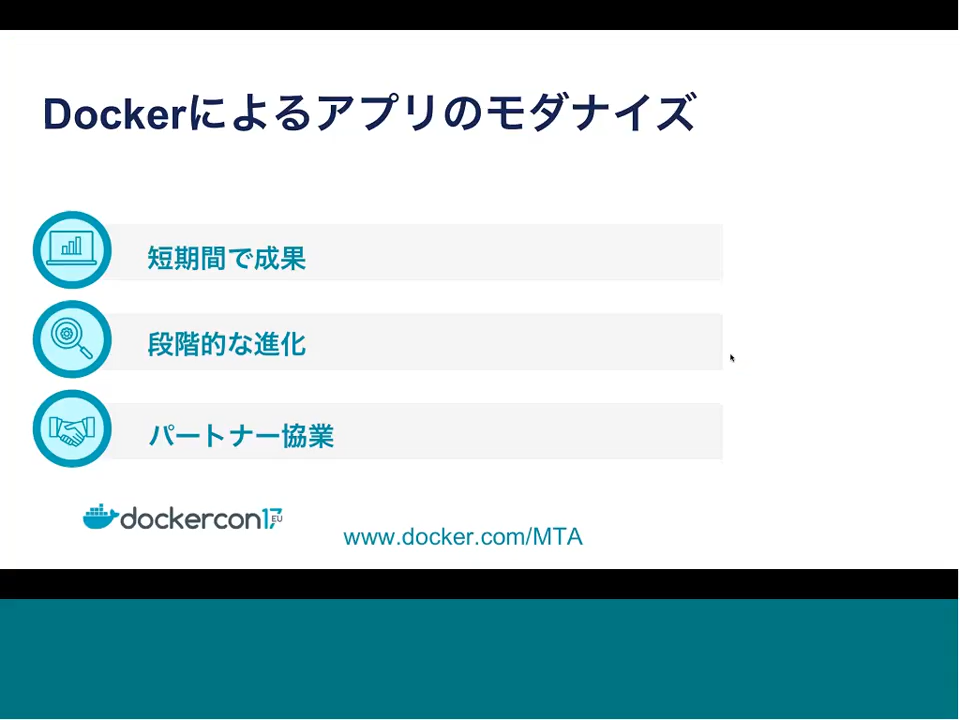 Dockerによるアプリのモダナイズ
短期間で成果
段階的な進化
パートナー協業
dockercon17 EU
www.docker.com/MTA